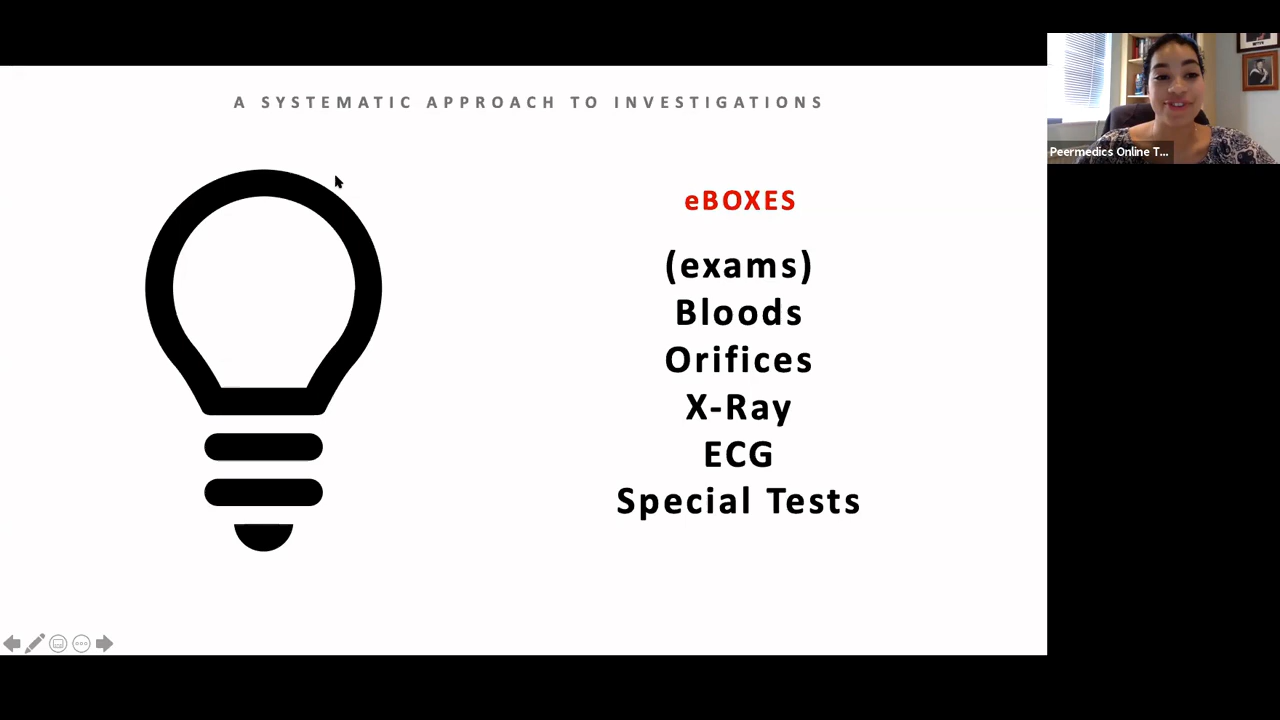 A SYSTEMATIC APPROACH TO INVESTIGATIONS
eBOXES
(exams)
Bloods
Orifices
X-Ray
ECG
Special Tests
Peermedics Online T...